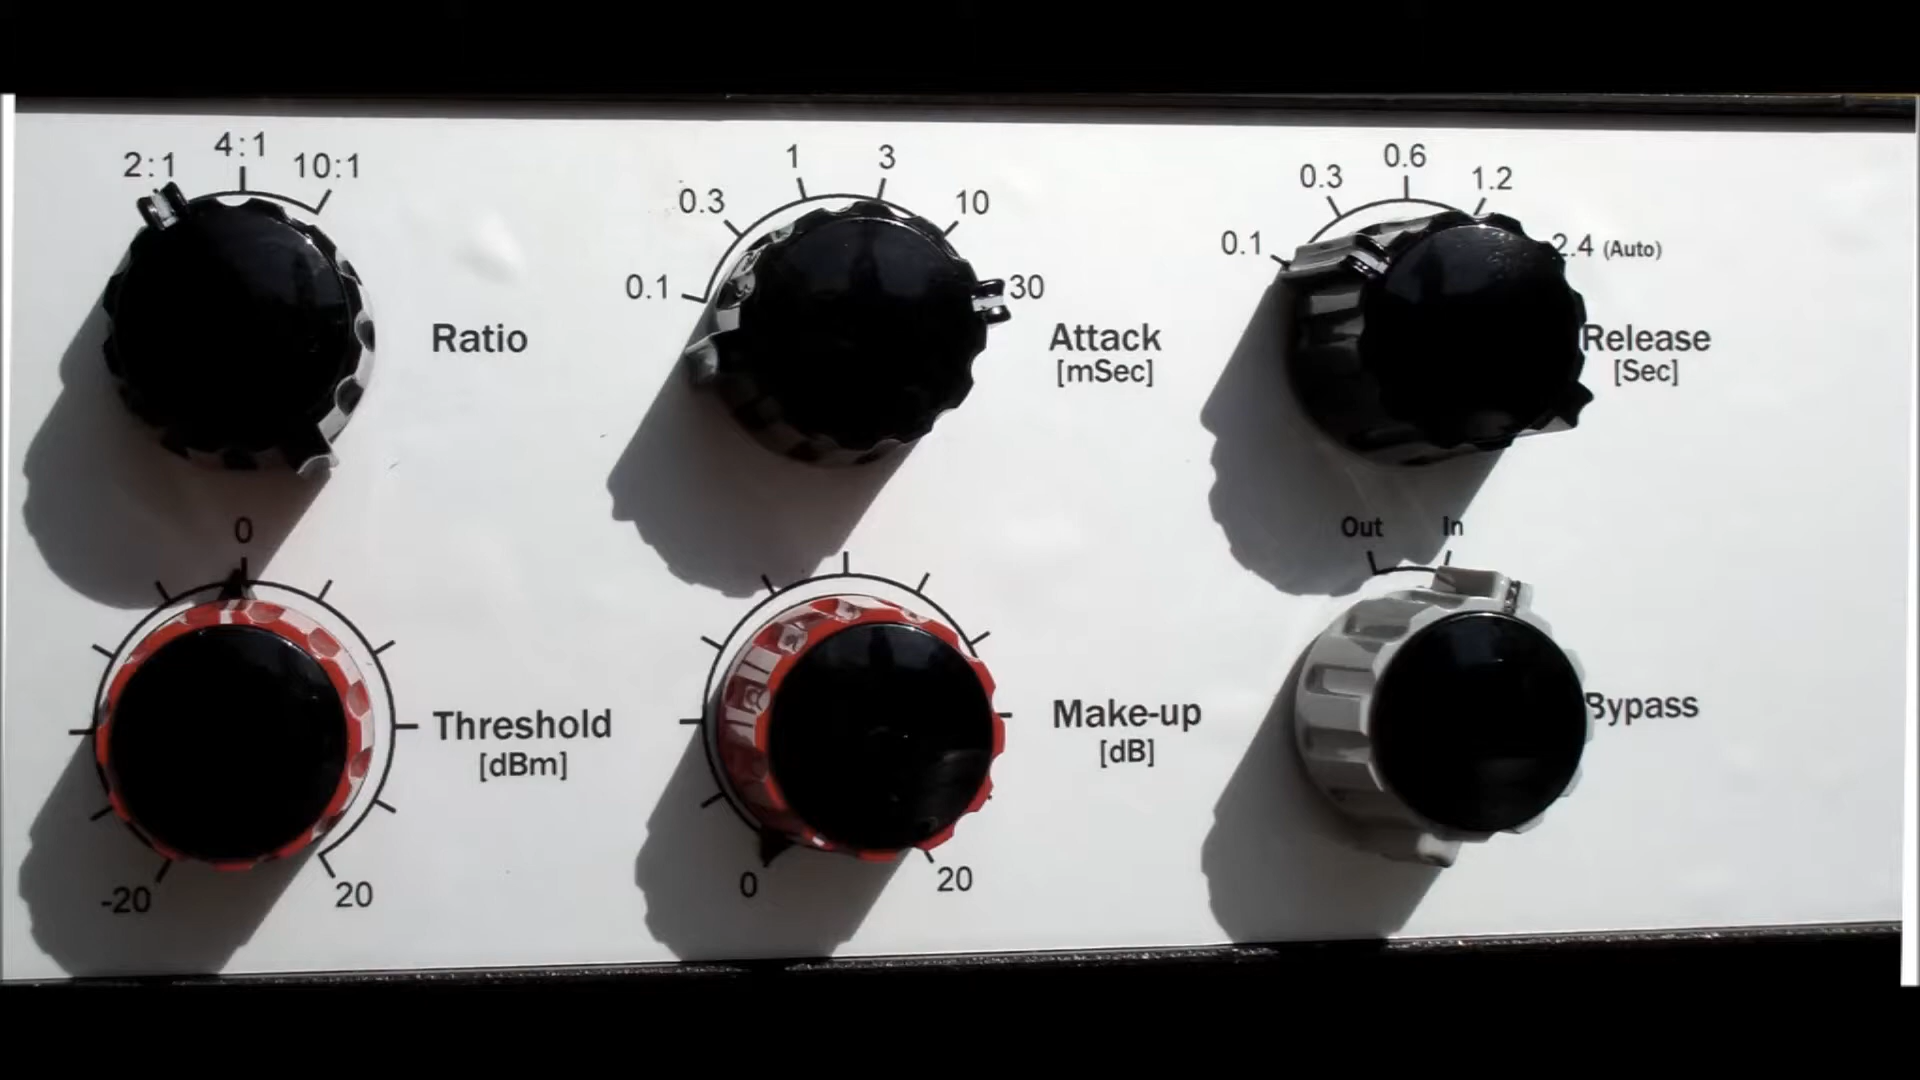 2:1
4:1
10:1
Ratio
0.1
0.3
1
3
10
30
Attack
[mSec]
0.1
0.3
0.6
1.2
2.4 (Auto)
Release
[Sec]
0
-20
20
Threshold
[dBm]
0
20
Make-up
[dB]
Out
In
Bypass